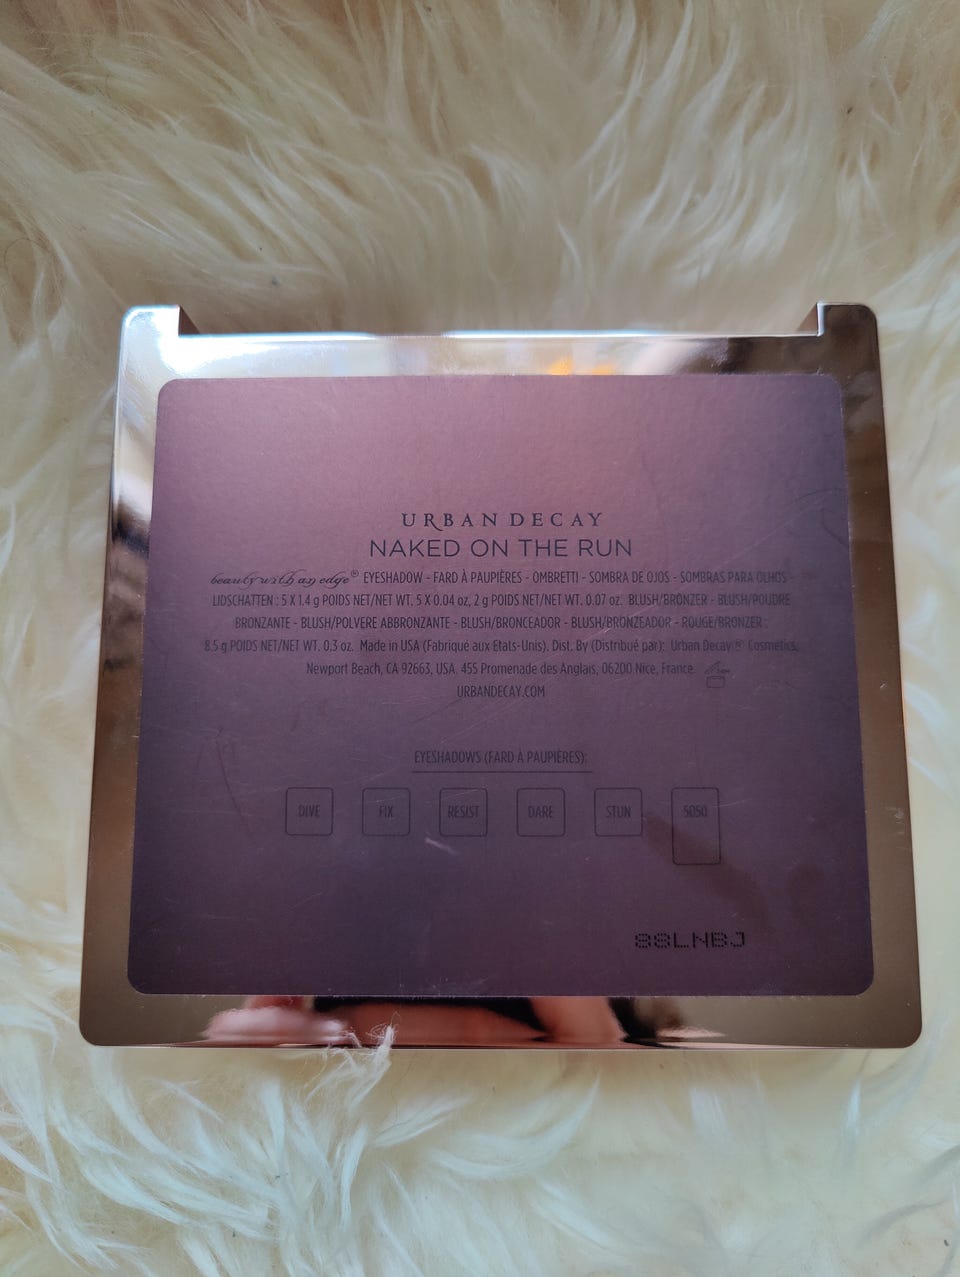 URBAN DECAY
NAKED ON THE RUN
beauty with an edge® EYESHADOW - FARD À PAUPIÈRES - OMBRETTI - SOMBRA DE OJOS - SOMBRAS PARA OLHOS -
LIDSCHATTEN : 5 X 1.4 g POIDS NET/NET WT. 5 X 0.04 oz, 2 g POIDS NET/NET WT. 0.07 oz. BLUSH/BRONZER - BLUSH/POUDRE
BRONZANTE - BLUSH/POLVERE ABBRONZANTE - BLUSH/BRONCEADOR - BLUSH/BRONZEADOR - ROUGE/BRONZER :
8.5 g POIDS NET/NET WT. 0.3 oz. Made in USA (Fabrique aux Etats-Unis). Dist. By (Distribué par): Urban Decay® Cosmetics,
Newport Beach, CA 92663, USA. 455 Promenade des Anglais, 06200 Nice, France.
URBANDECAY.COM
EYESHADOWS (FARD À PAUPIÈRES):
DIVE FIX RESIST DARE STUN 5050
88LNBJ